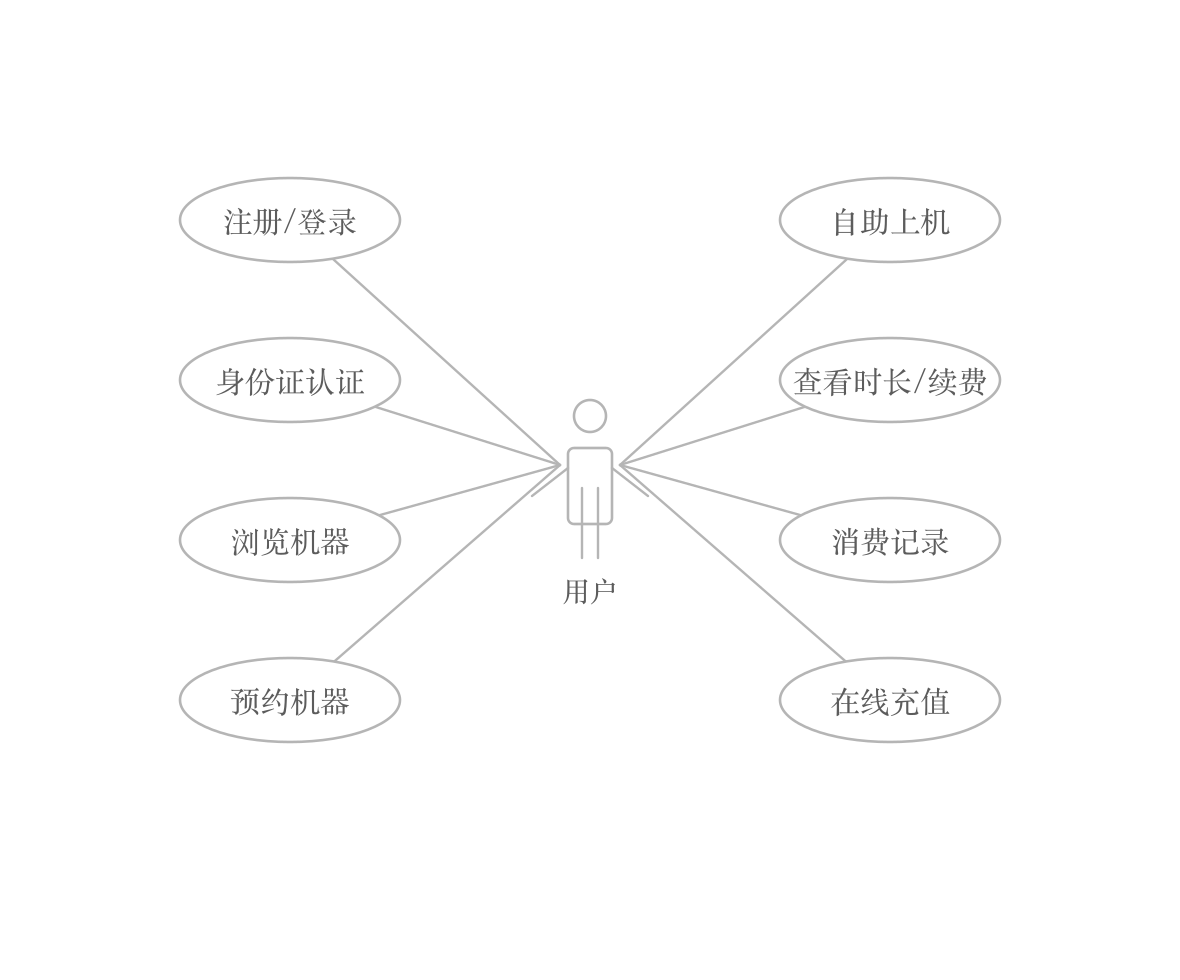 注册/登录
身份证认证
浏览机器
预约机器
用户
自助上机
查看时长/续费
消费记录
在线充值